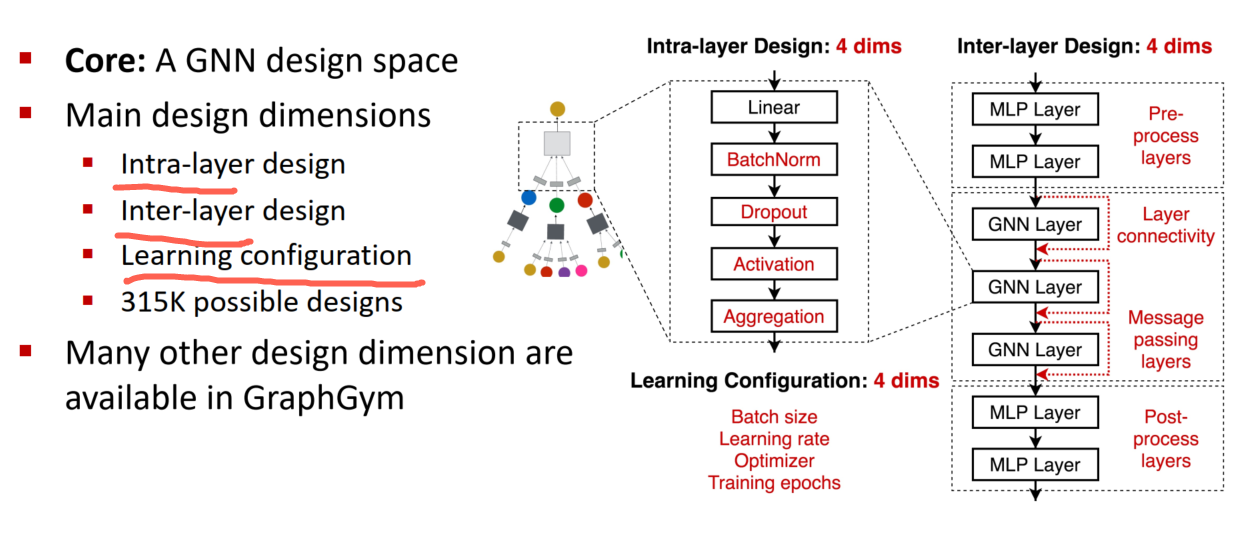 Core: A GNN design space
Main design dimensions
Intra-layer design
Inter-layer design
Learning configuration
315K possible designs
Many other design dimension are
available in GraphGym
Intra-layer Design: 4 dims
Linear
BatchNorm
Dropout
Activation
Aggregation
Learning Configuration: 4 dims
Batch size
Learning rate
Optimizer
Training epochs
Inter-layer Design: 4 dims
MLP Layer
MLP Layer
Pre-
process
layers
GNN Layer
Layer
connectivity
GNN Layer
GNN Layer
Message
passing
layers
MLP Layer
MLP Layer
Post-
process
layers